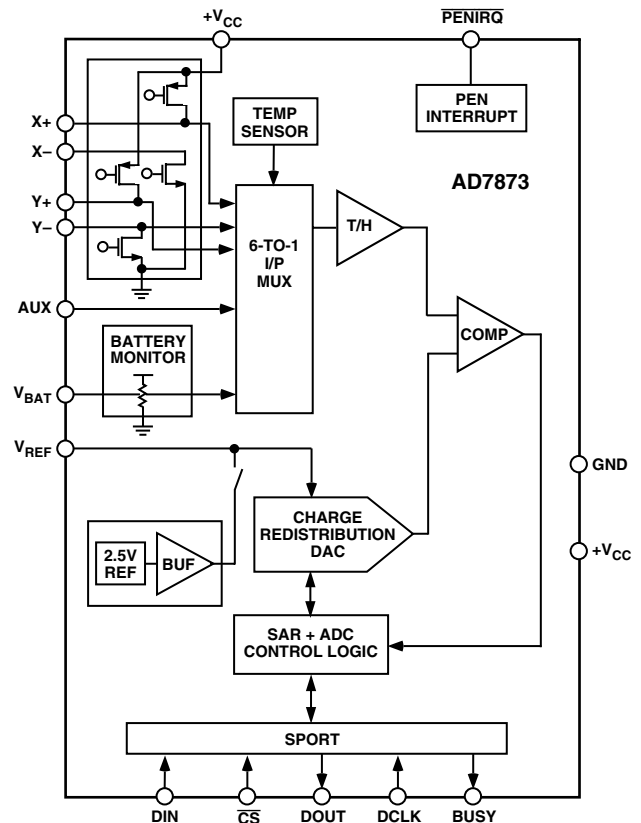 +VCC
PENIRQ
PEN
INTERRUPT
X+
X–
Y+
Y–
TEMP
SENSOR
AD7873
6-TO-1
I/P
MUX
T/H
AUX
COMP
BATTERY
MONITOR
VBAT
VREF
GND
CHARGE
REDISTRIBUTION
DAC
+VCC
2.5V
REF
BUF
SAR + ADC
CONTROL LOGIC
SPORT
DIN
CS
DOUT
DCLK
BUSY